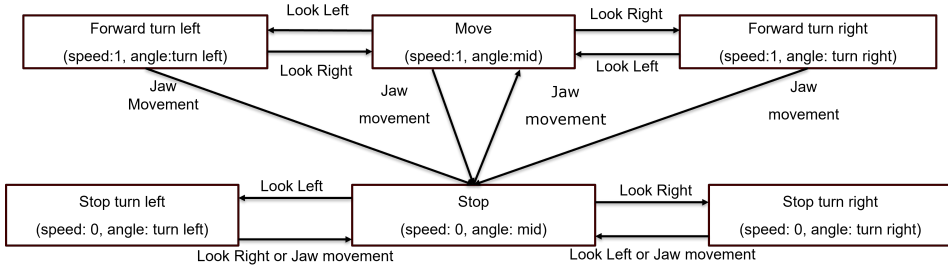 Look Left
Look Right
Forward turn left
(speed:1, angle:turn left)
Move
(speed:1, angle:mid)
Forward turn right
(speed:1, angle: turn right)
Look Right
Look Left
Jaw
Movement
Jaw
movement
Jaw
movement
Jaw
movement
Look Left
Look Right
Stop turn left
(speed: 0, angle: turn left)
Stop
(speed: 0, angle: mid)
Stop turn right
(speed: 0, angle: turn right)
Look Right or Jaw movement
Look Left or Jaw movement